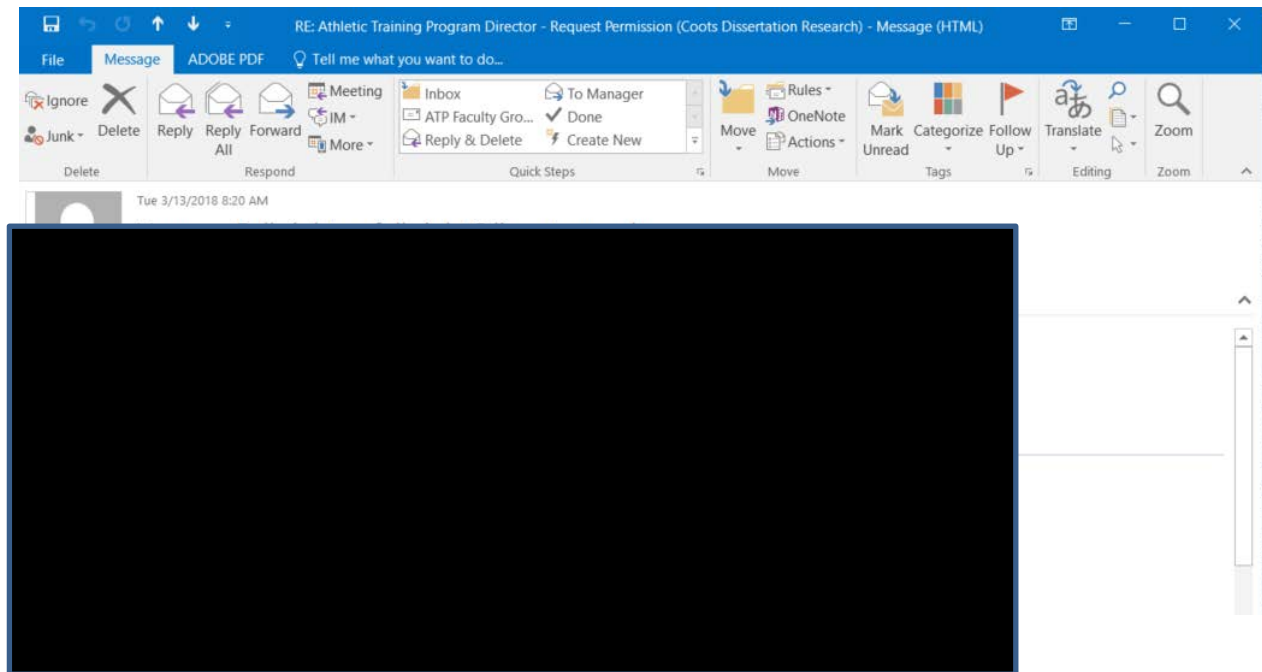 RE: Athletic Training Program Director - Request Permission (Coots Dissertation Research) - Message (HTML)
File Message ADOBE PDF Tell me what you want to do...
Ignore
Junk
Delete
Reply
Reply All
Forward
Meeting
IM
More
Inbox
ATP Faculty Gro...
Reply & Delete
To Manager
Done
Create New
Move
Rules
OneNote
Actions
Mark Unread
Categorize
Follow Up
Translate
Zoom
Delete Respond Quick Steps Move Tags Editing Zoom
Tue 3/13/2018 8:20 AM